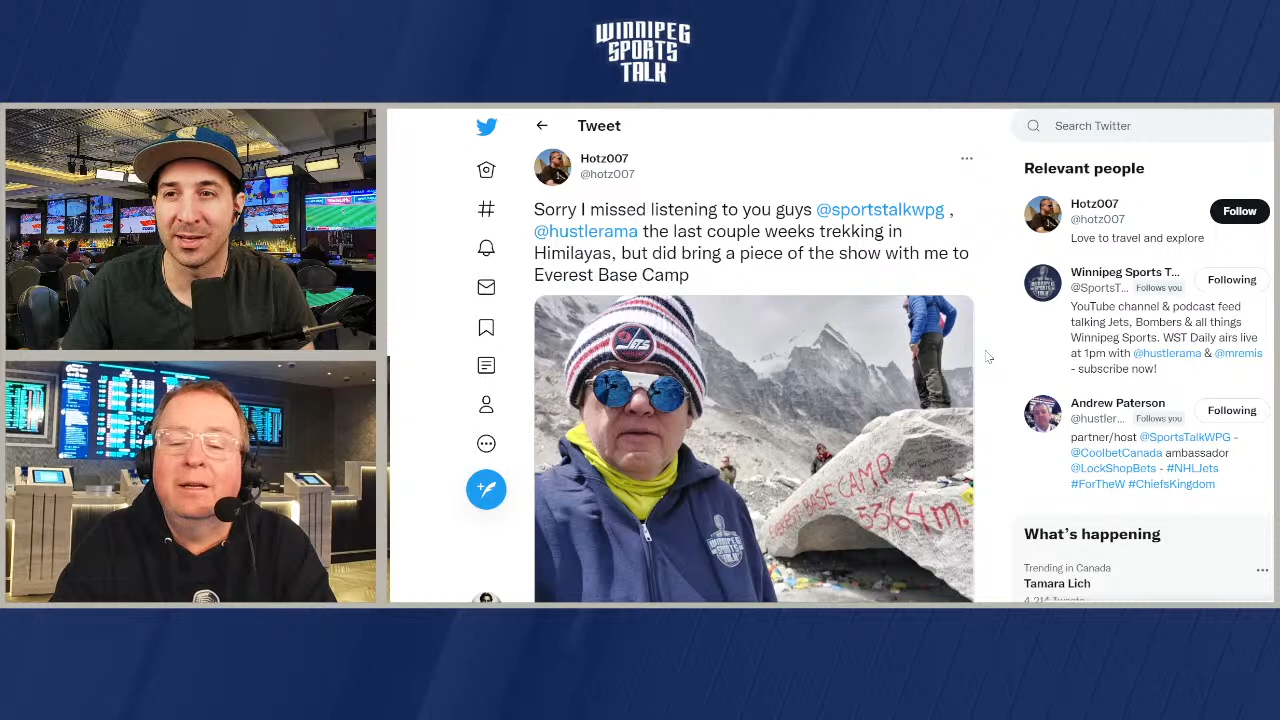 WINNIPEG
SPORTS
TALK
Tweet
Hotz007
@hotz007
Sorry I missed listening to you guys @sportstalkwpg ,
@hustlerama the last couple weeks trekking in
Himilayas, but did bring a piece of the show with me to
Everest Base Camp
JETS
EVEREST BASE CAMP
5364m.
WINNIPEG
SPORTS
TALK
Search Twitter
Relevant people
Hotz007
@hotz007
Follow
Love to travel and explore
Winnipeg Sports T...
@SportsT... Follows you
Following
YouTube channel & podcast feed
talking Jets, Bombers & all things
Winnipeg Sports. WST Daily airs live
at 1pm with @hustlerama & @mremis
- subscribe now!
Andrew Paterson
@hustler... Follows you
Following
partner/host @SportsTalkWPG -
@CoolbetCanada ambassador
@LockShopBets - #NHLJets
#ForTheW #ChiefsKingdom
What's happening
Trending in Canada
Tamara Lich